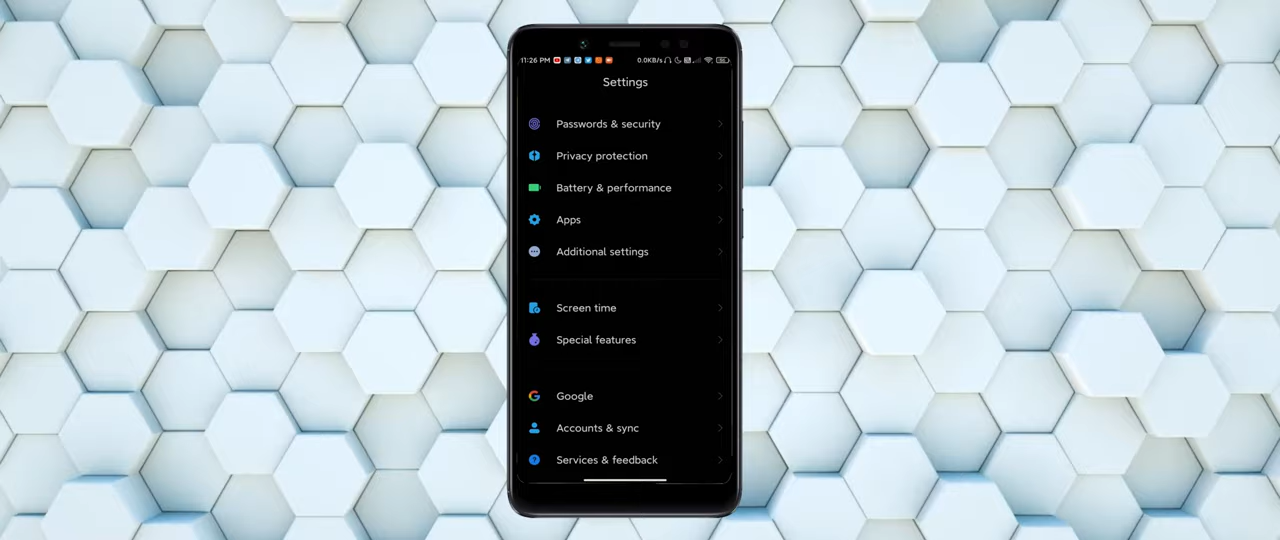 11:26 PM 0.0KB/s
Settings
Passwords & security
Privacy protection
Battery & performance
Apps
Additional settings
Screen time
Special features
Google
Accounts & sync
Services & feedback